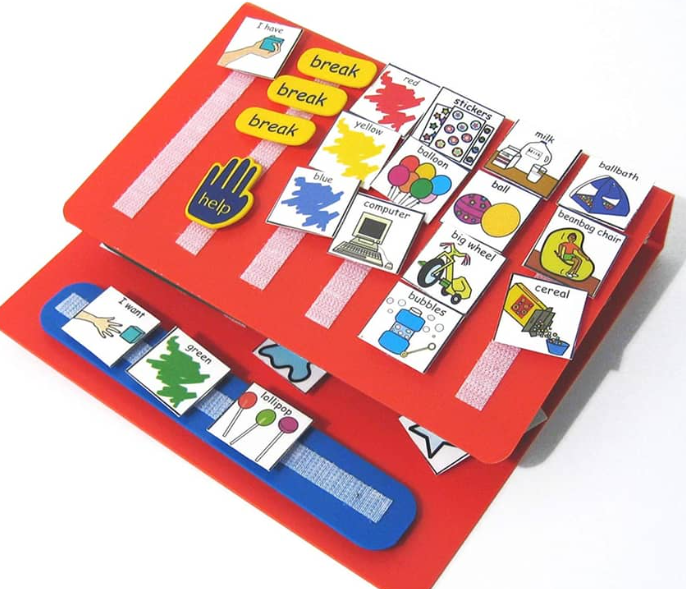 I have
break
break
break
help
red
yellow
blue
stickers
balloon
computer
milk
Milk
ball
big wheel
bubbles
ballbath
beanbag chair
cereal
I want
green
lollipop